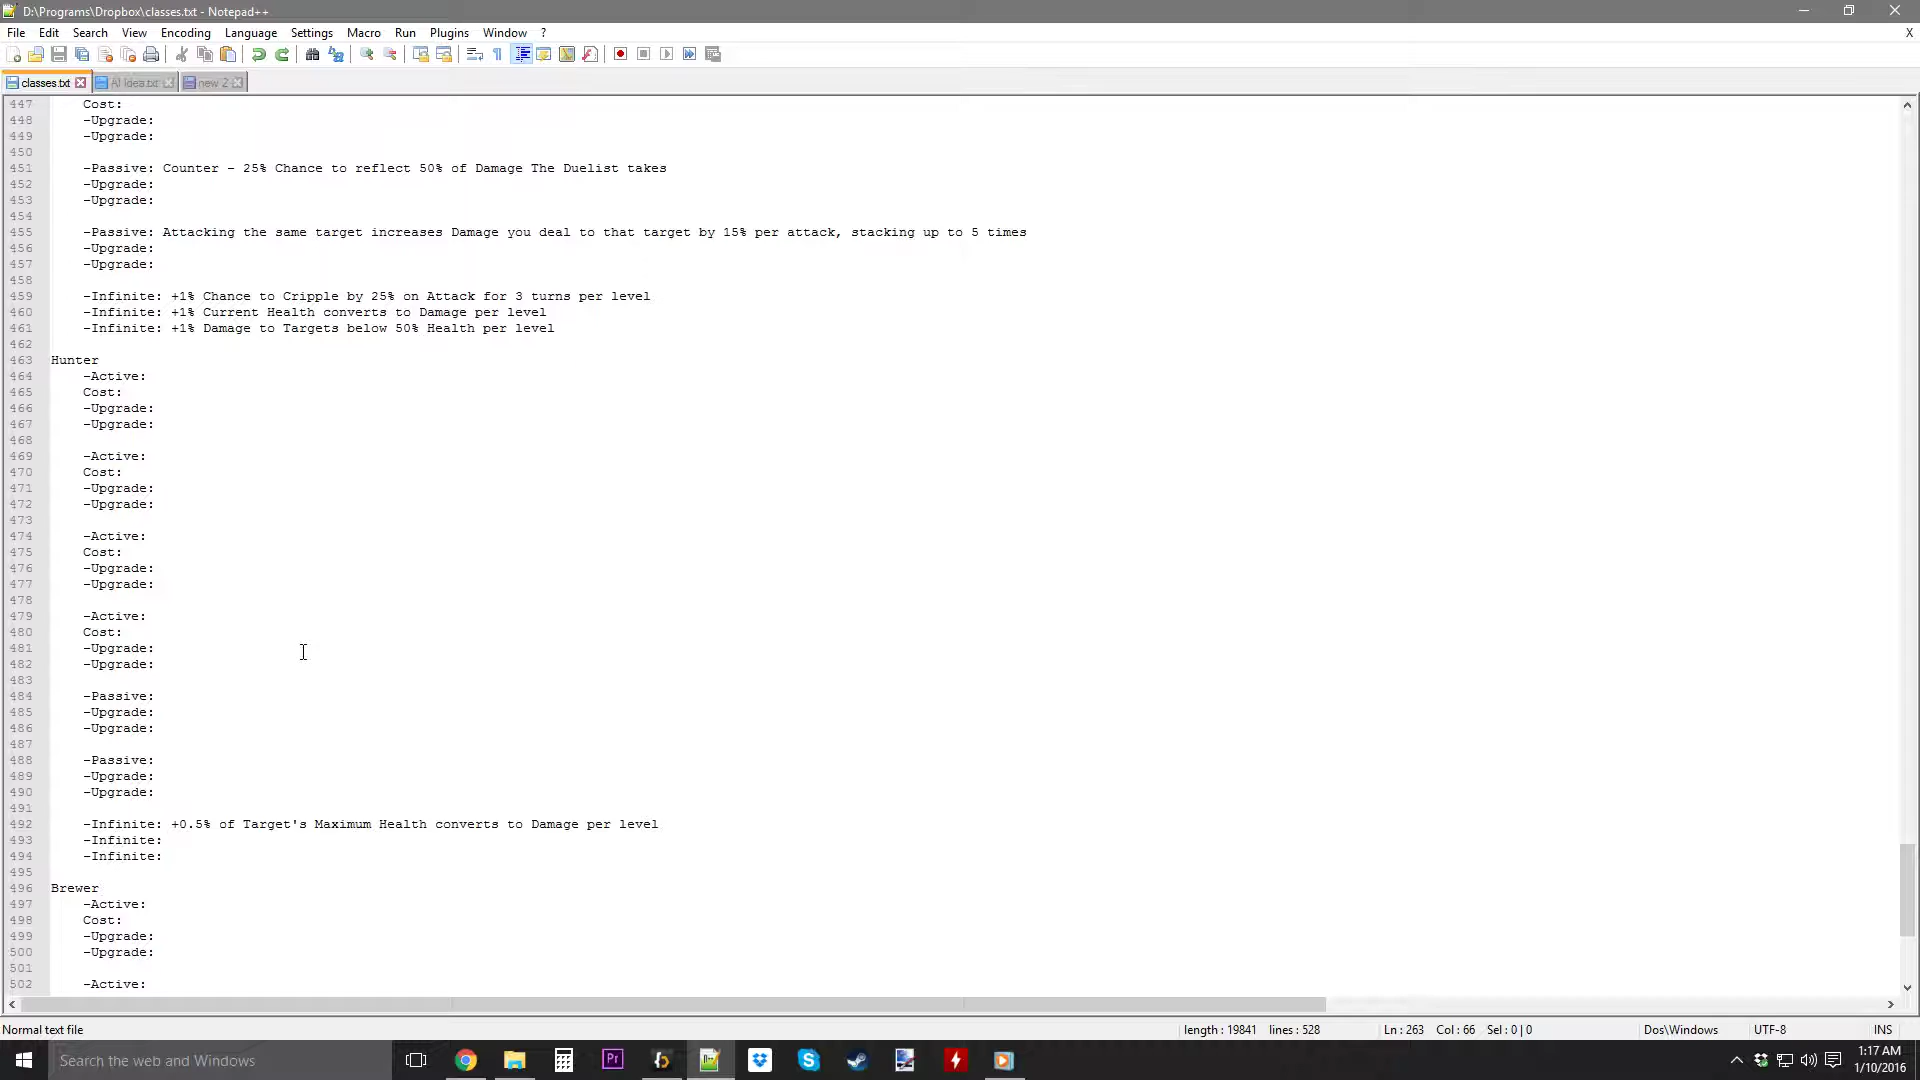 D:\Programs\Dropbox\classes.txt - Notepad++
File Edit Search View Encoding Language Settings Macro Run Plugins Window ? X
classes.txt AI Idea.txt new 2
447 Cost:
448 -Upgrade:
449 -Upgrade:
450
451 -Passive: Counter - 25% Chance to reflect 50% of Damage The Duelist takes
452 -Upgrade:
453 -Upgrade:
454
455 -Passive: Attacking the same target increases Damage you deal to that target by 15% per attack, stacking up to 5 times
456 -Upgrade:
457 -Upgrade:
458
459 -Infinite: +1% Chance to Cripple by 25% on Attack for 3 turns per level
460 -Infinite: +1% Current Health converts to Damage per level
461 -Infinite: +1% Damage to Targets below 50% Health per level
462
463 Hunter
464 -Active:
465 Cost:
466 -Upgrade:
467 -Upgrade:
468
469 -Active:
470 Cost:
471 -Upgrade:
472 -Upgrade:
473
474 -Active:
475 Cost:
476 -Upgrade:
477 -Upgrade:
478
479 -Active:
480 Cost:
481 -Upgrade:
482 -Upgrade:
483
484 -Passive:
485 -Upgrade:
486 -Upgrade:
487
488 -Passive:
489 -Upgrade:
490 -Upgrade:
491
492 -Infinite: +0.5% of Target's Maximum Health converts to Damage per level
493 -Infinite:
494 -Infinite:
495
496 Brewer
497 -Active:
498 Cost:
499 -Upgrade:
500 -Upgrade:
501
502 -Active:
Normal text file length : 19841 lines : 528 Ln : 263 Col : 66 Sel : 0 | 0 Dos\Windows UTF-8 INS
Search the web and Windows
Pr
1:17 AM
1/10/2016